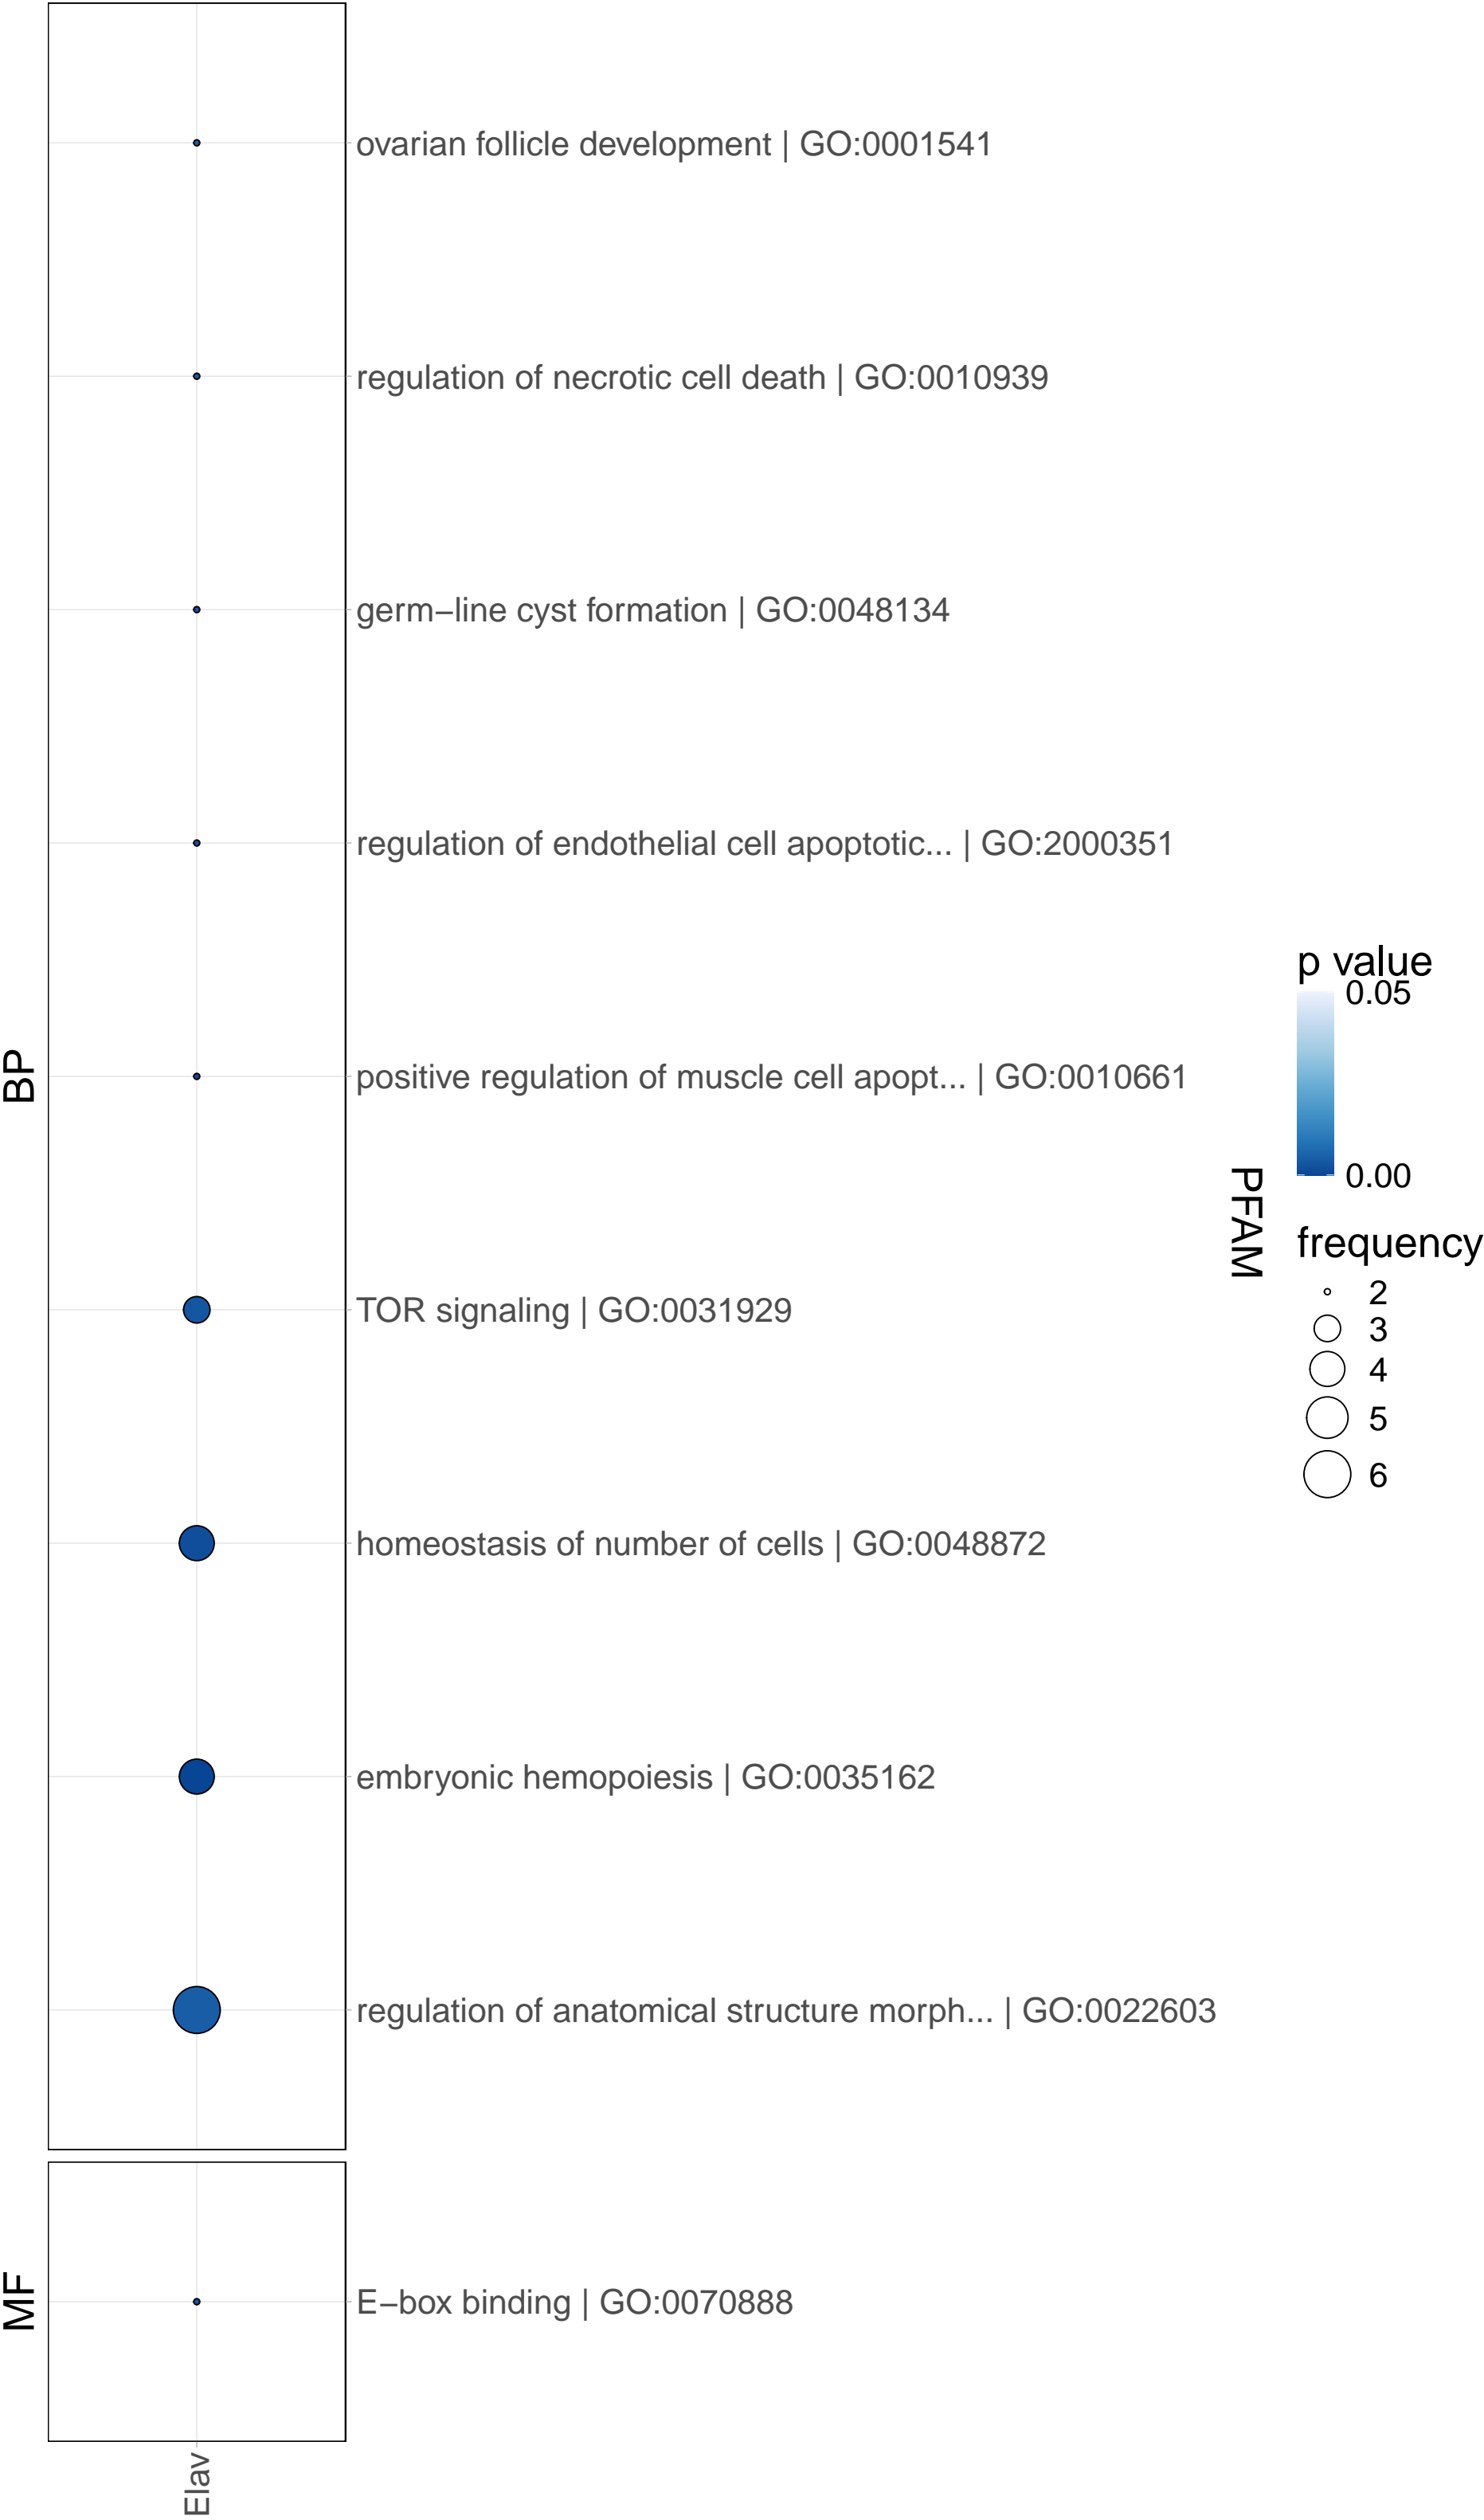 ovarian follicle development | GO:0001541
regulation of necrotic cell death | GO:0010939
germ−line cyst formation | GO:0048134
regulation of endothelial cell apoptotic... | GO:2000351
BP
positive regulation of muscle cell apopt... | GO:0010661
TOR signaling | GO:0031929
homeostasis of number of cells | GO:0048872
embryonic hemopoiesis | GO:0035162
regulation of anatomical structure morph... | GO:0022603
MF
E−box binding | GO:0070888
Elav
PFAM
p value
0.05
0.00
frequency
2
3
4
5
6